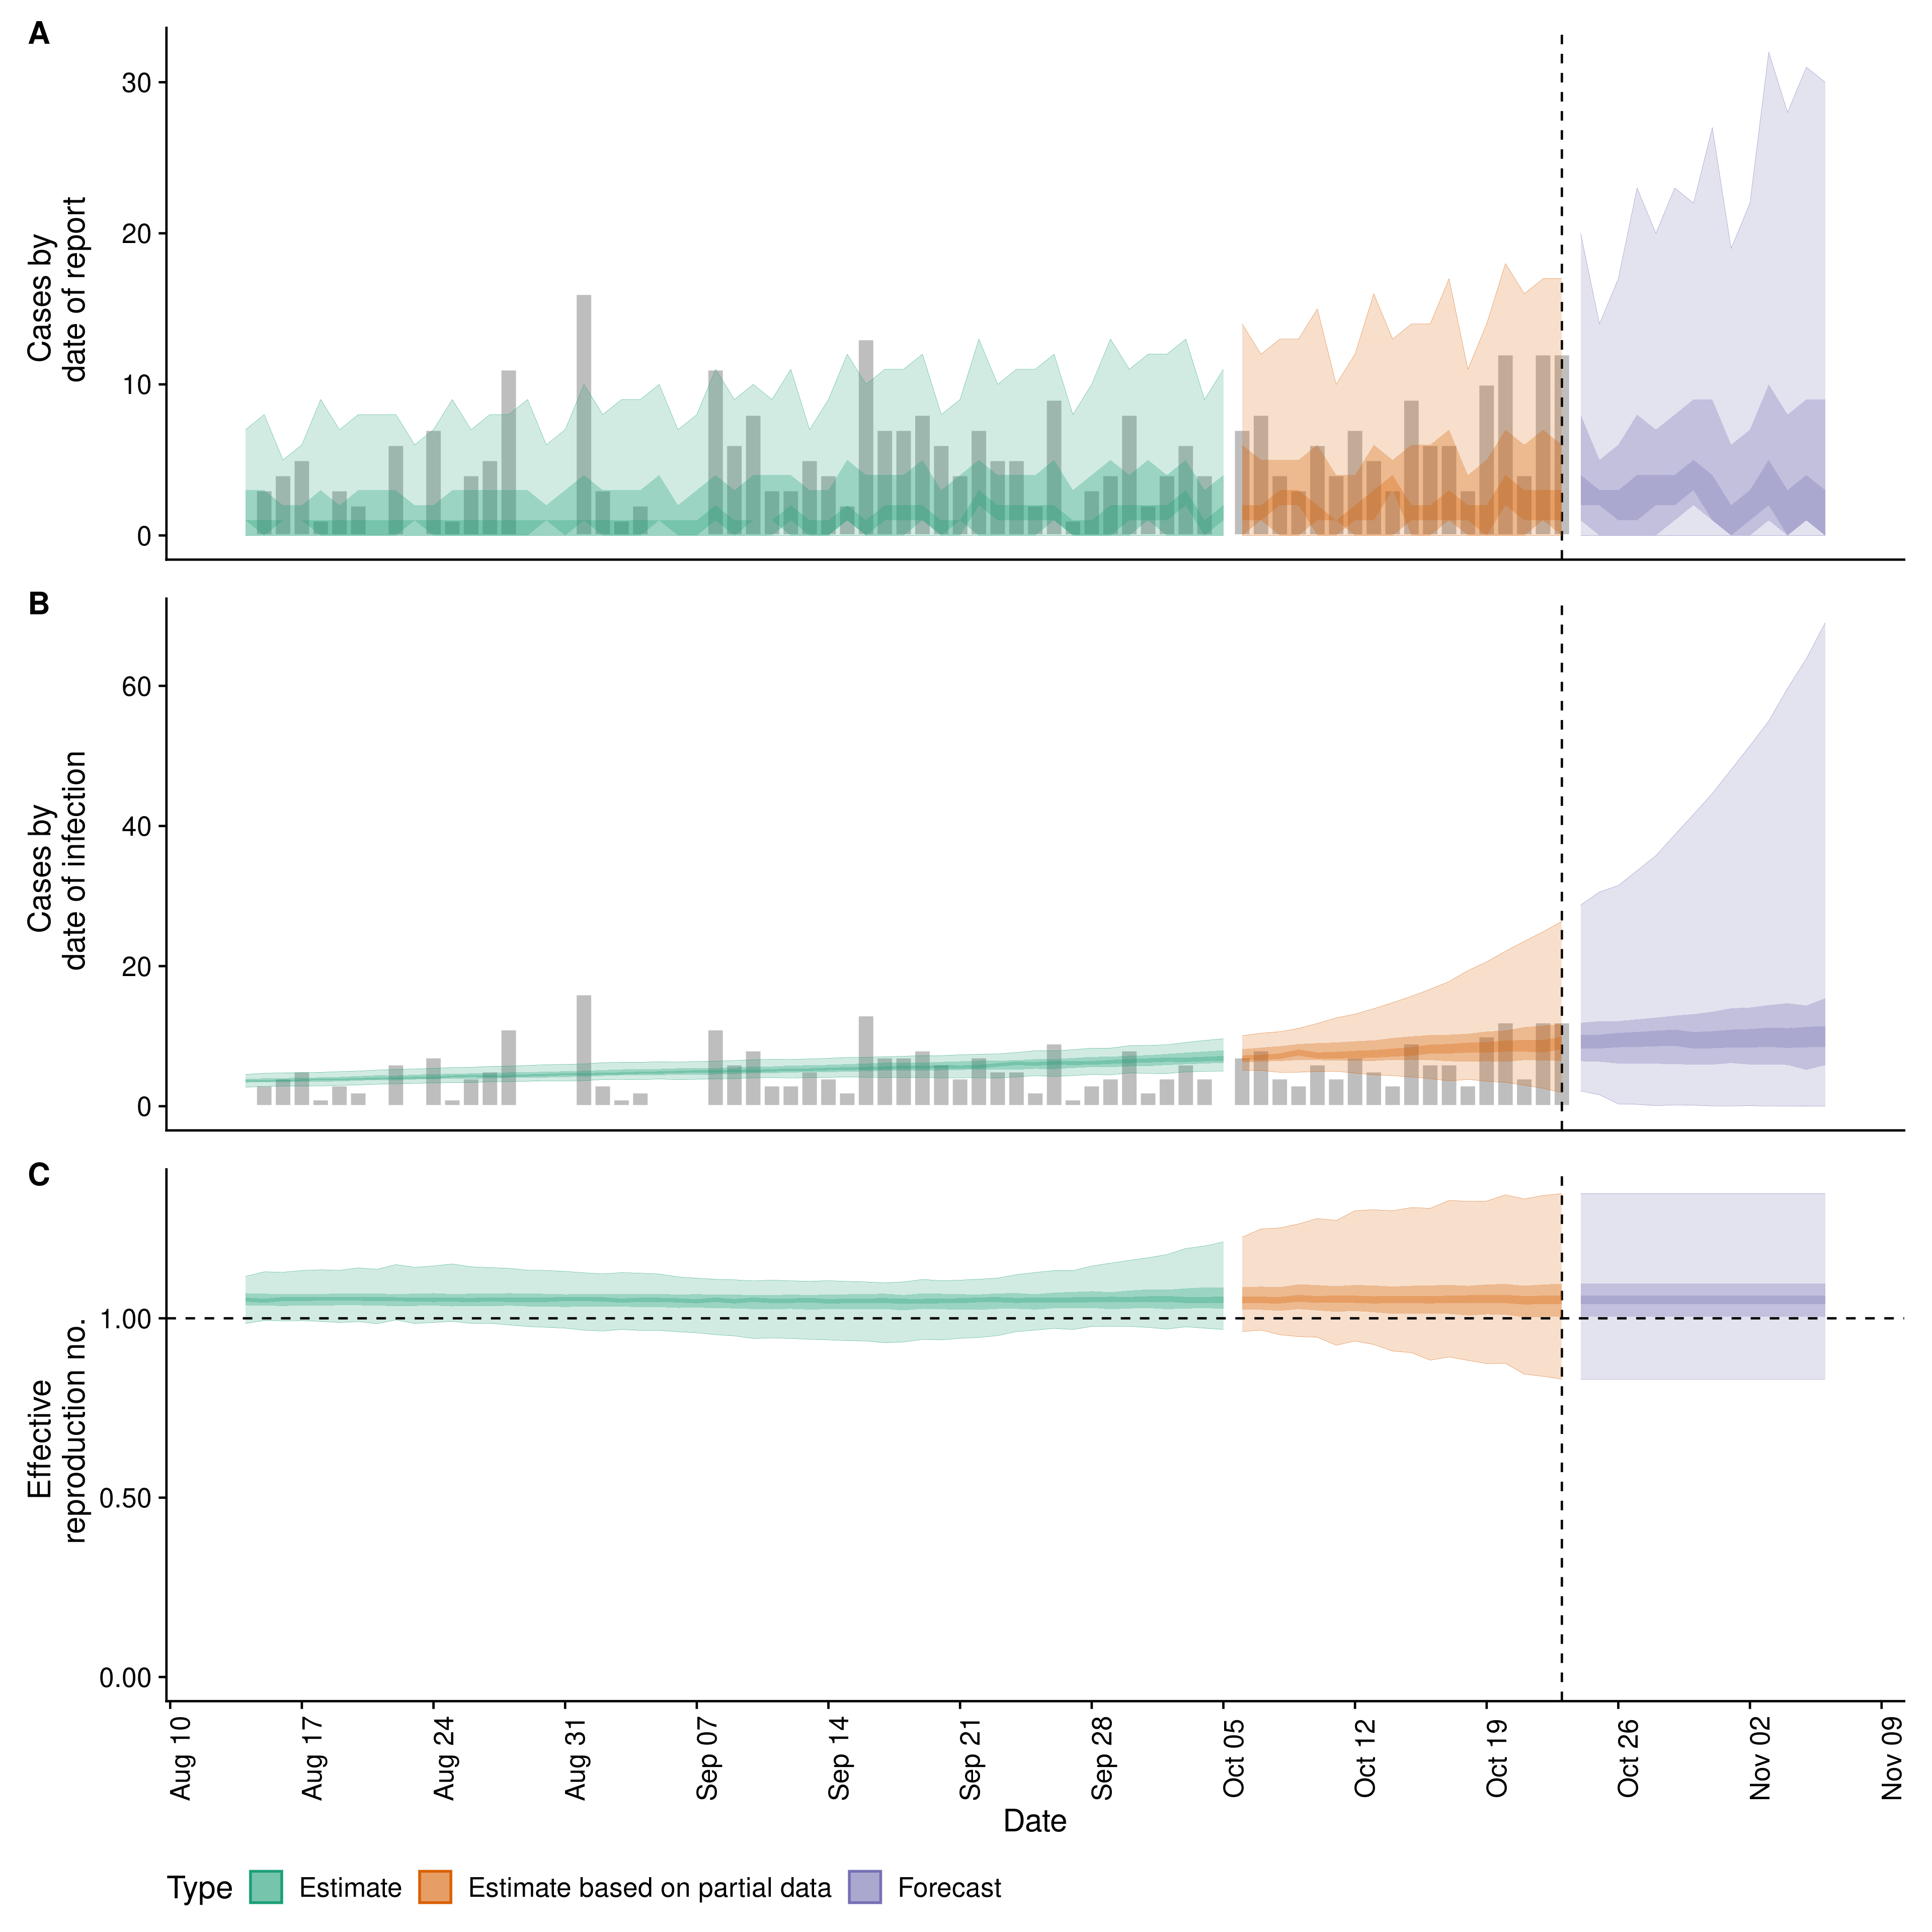 A
Cases by
date of report
30
20
10
0
B
Cases by
date of infection
60
40
20
0
C
Effective
reproduction no.
1.00
0.50
0.00
Aug 10
Aug 17
Aug 24
Aug 31
Sep 07
Sep 14
Sep 21
Sep 28
Oct 05
Oct 12
Oct 19
Oct 26
Nov 02
Nov 09
Date
Type Estimate Estimate based on partial data Forecast